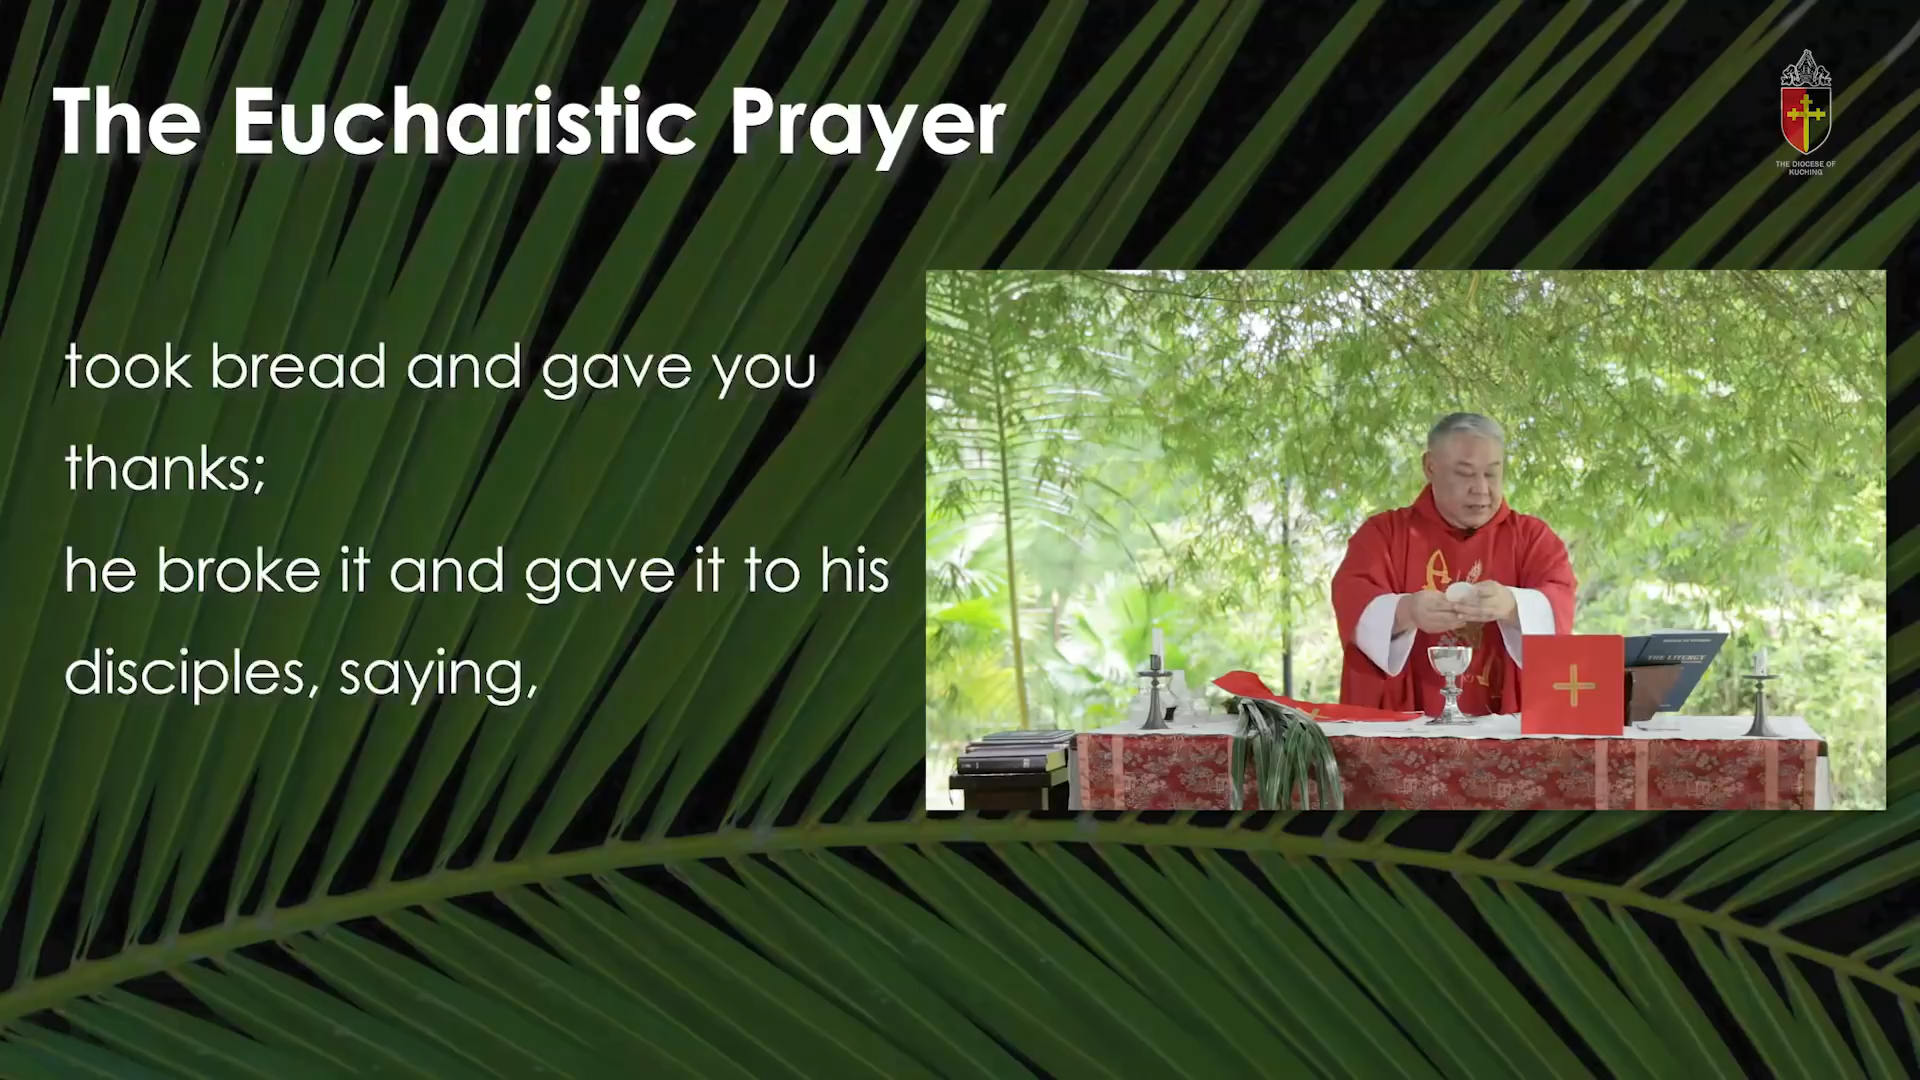 The Eucharistic Prayer
THE DIOCESE OF
KUCHING
took bread and gave you
thanks;
he broke it and gave it to his
disciples, saying,
THE LITURGY